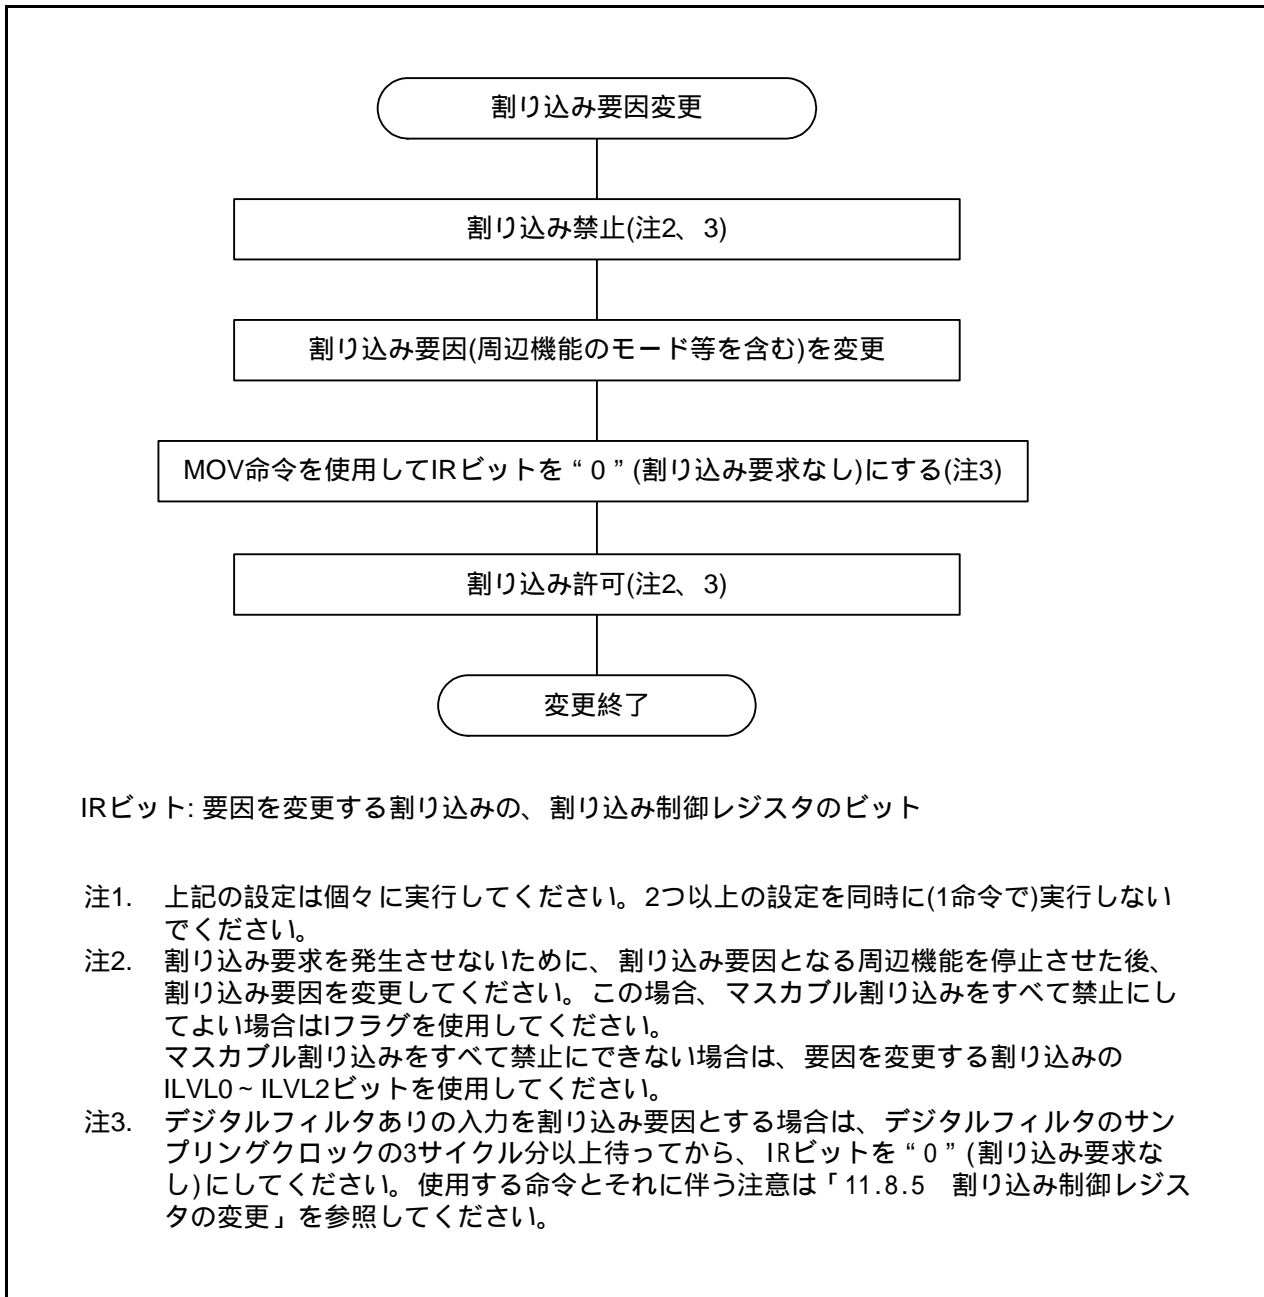 割り込み要因変更
割り込み禁止(注2、3)
割り込み要因(周辺機能のモード等を含む)を変更
MOV命令を使用してIRビットを“0”(割り込み要求なし)にする(注3)
割り込み許可(注2、3)
変更終了
IRビット: 要因を変更する割り込みの、割り込み制御レジスタのビット
注1. 上記の設定は個々に実行してください。2つ以上の設定を同時に(1命令で)実行しない
でください。
注2. 割り込み要求を発生させないために、割り込み要因となる周辺機能を停止させた後、
割り込み要因を変更してください。この場合、マスカブル割り込みをすべて禁止にし
てよい場合はIフラグを使用してください。
マスカブル割り込みをすべて禁止にできない場合は、要因を変更する割り込みの
ILVL0~ILVL2ビットを使用してください。
注3. デジタルフィルタありの入力を割り込み要因とする場合は、デジタルフィルタのサン
プリングクロックの3サイクル分以上待ってから、IRビットを“0”(割り込み要求な
し)にしてください。使用する命令とそれに伴う注意は「11.8.5 割り込み制御レジス
タの変更」を参照してください。